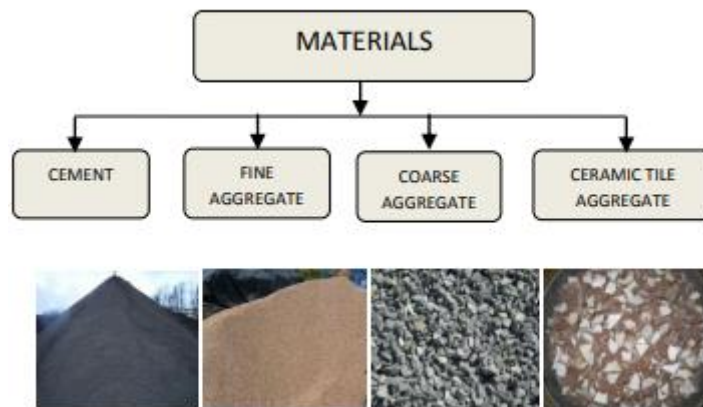 MATERIALS
CEMENT
FINE
AGGREGATE
COARSE
AGGREGATE
CERAMIC TILE
AGGREGATE